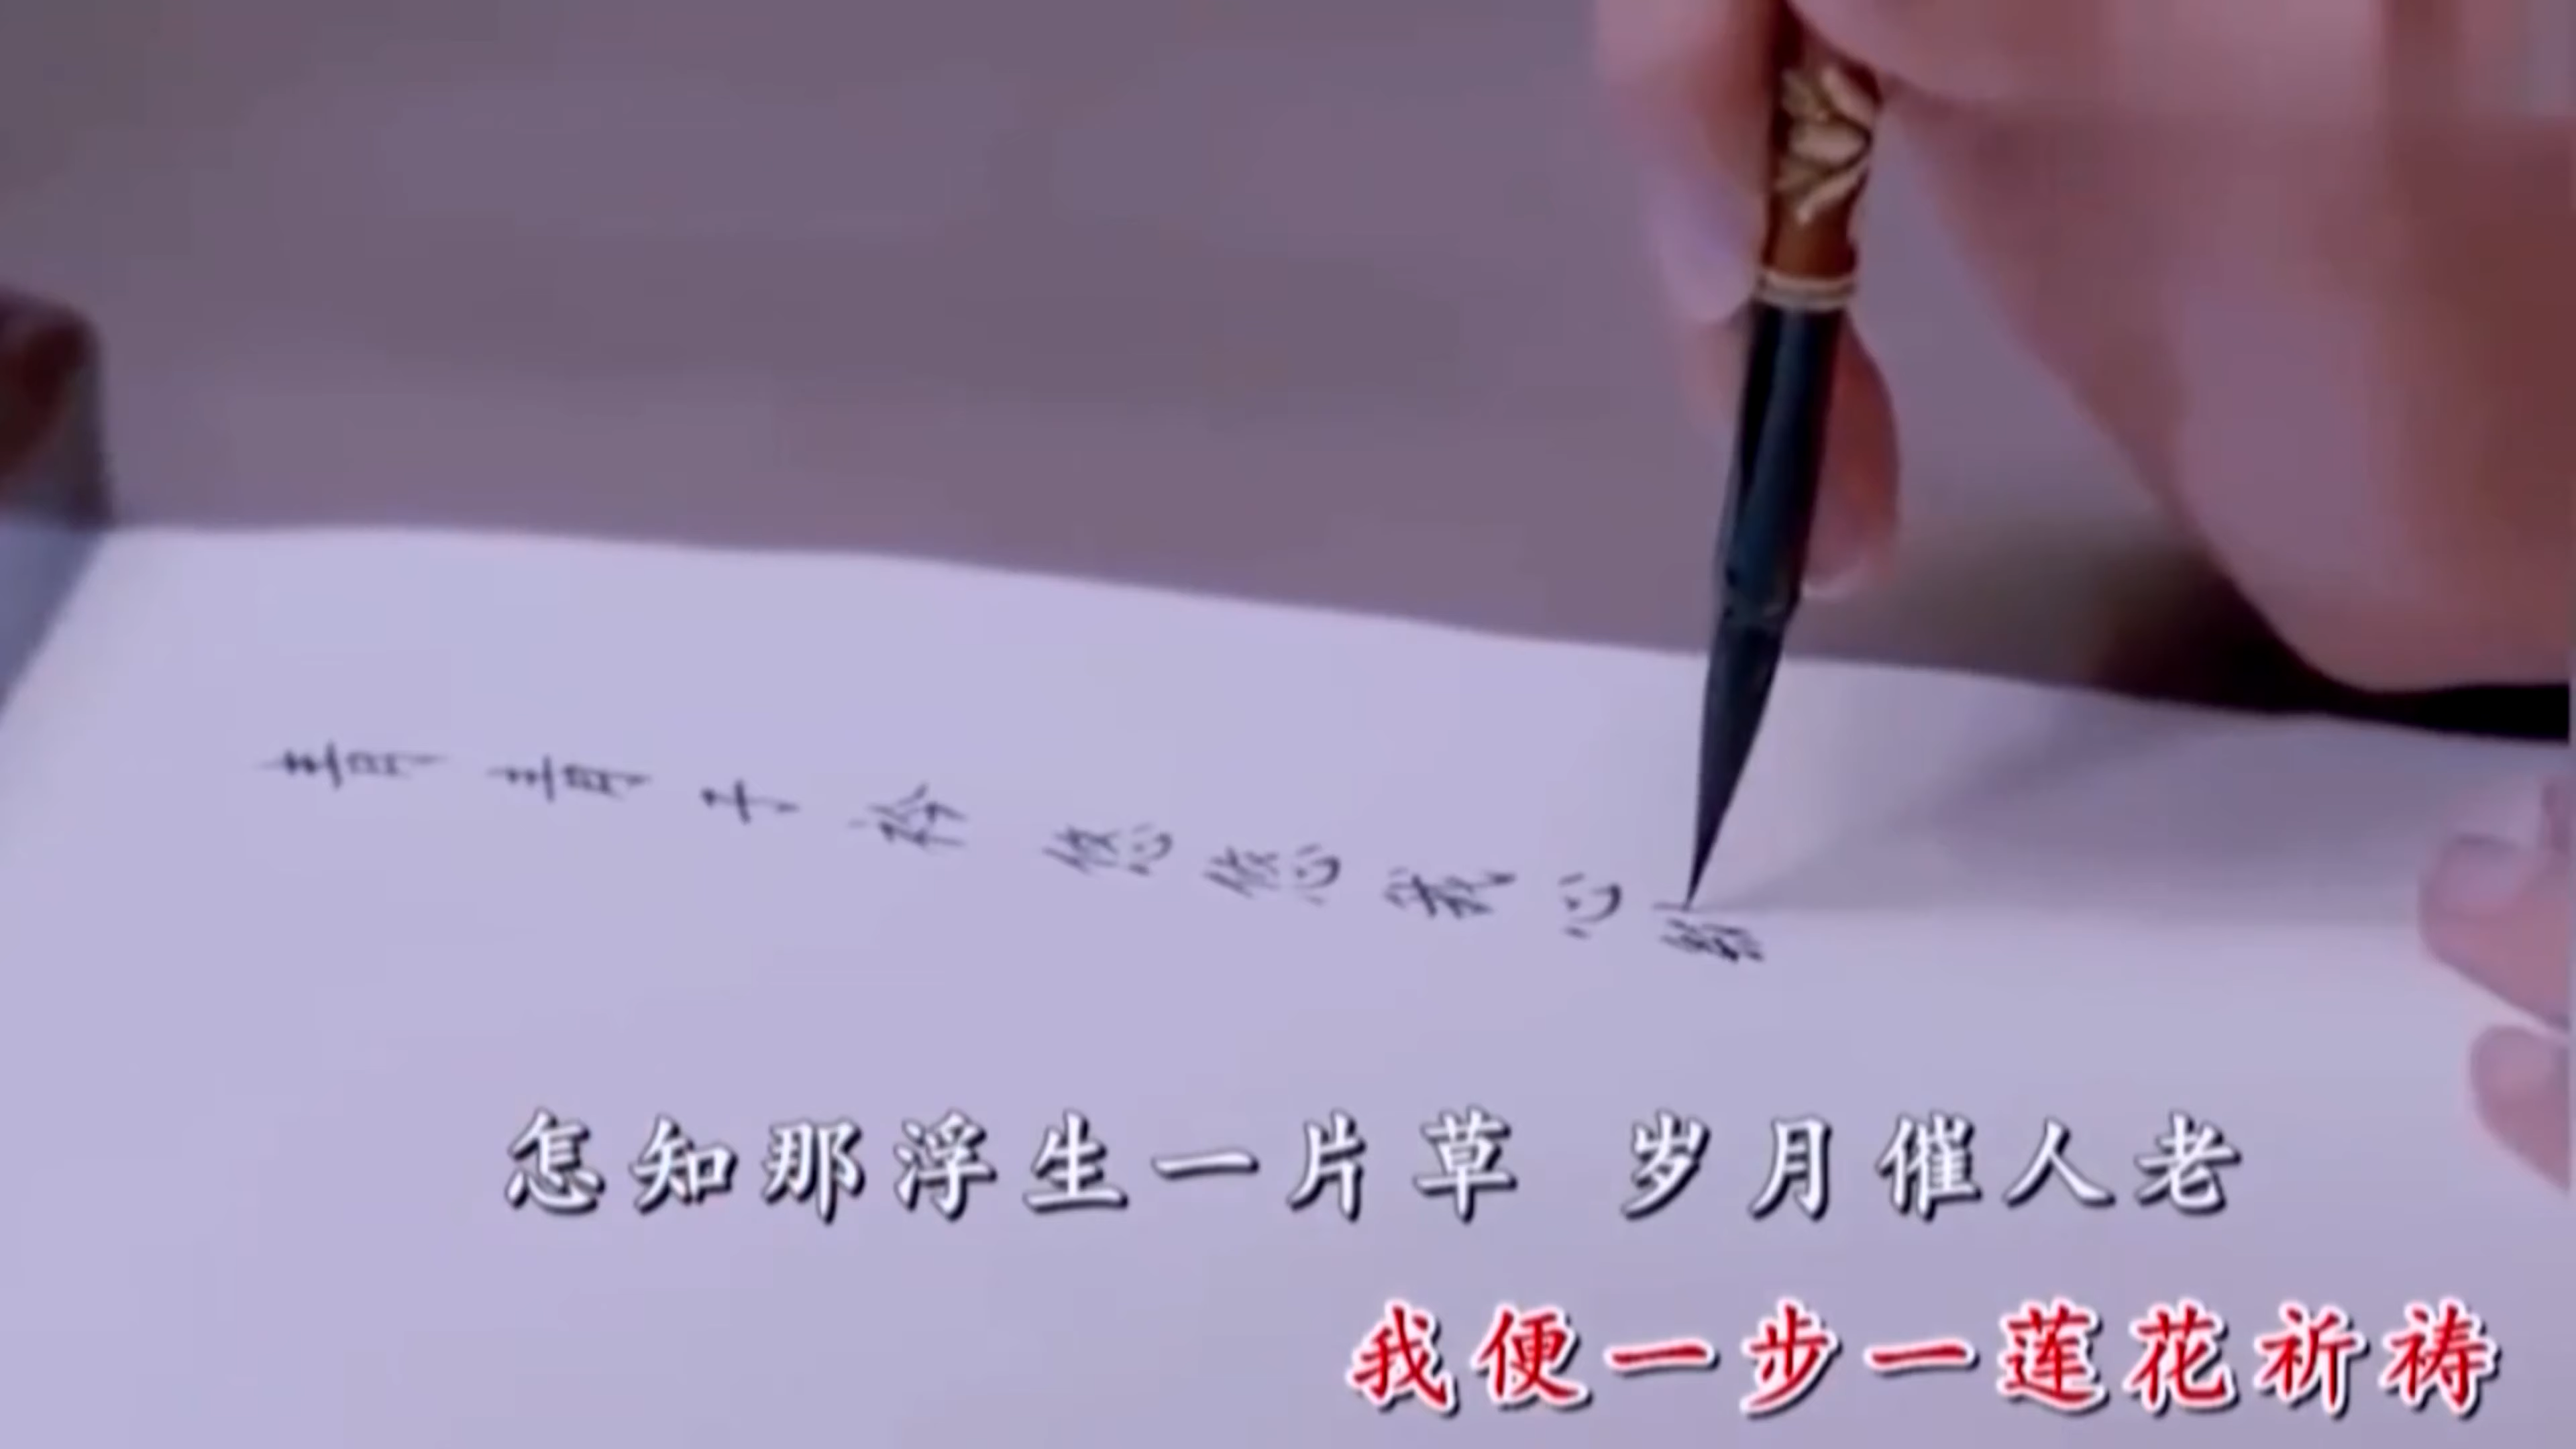 青青子衿 悠悠我心
怎知那浮生一片草 岁月催人老
我便一步一莲花祈祷